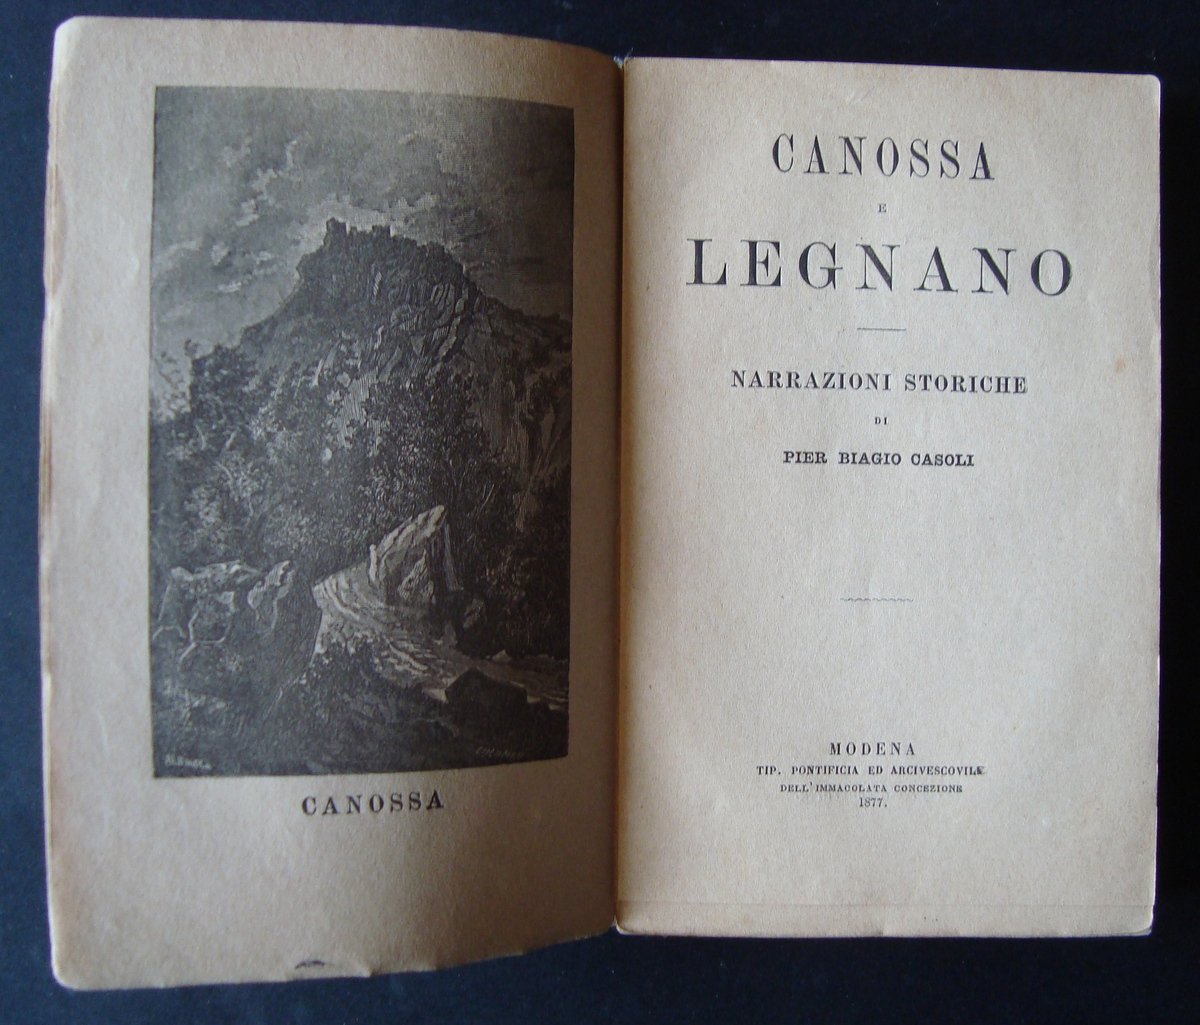 CANOSSA
CANOSSA
E
LEGNANO
NARRAZIONI STORICHE
DI
PIER BIAGIO CASOLI
MODENA
TIP. PONTIFICIA ED ARCIVESCOVILE
DELL'IMMACOLATA CONCEZIONE
1877.